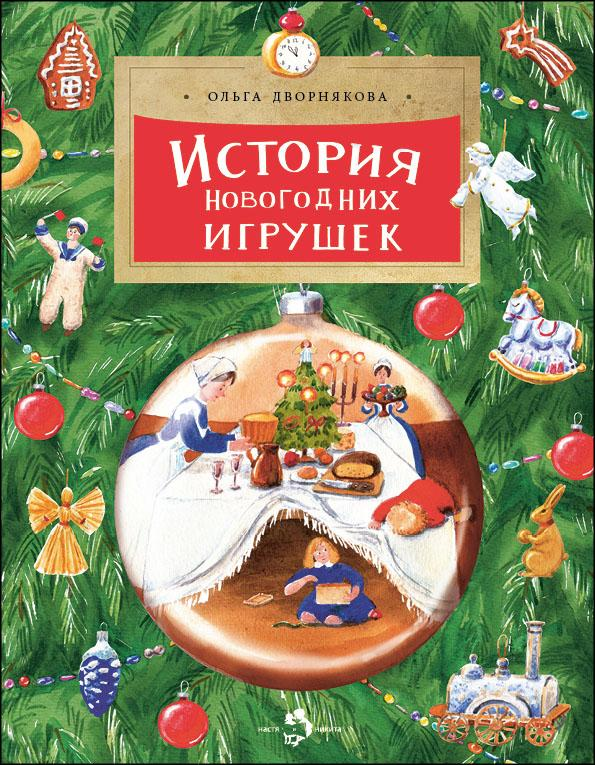 • ОЛЬГА ДВОРНЯКОВА •
ИСТОРИЯ
НОВОГОДНИХ
ИГРУШЕК
настя и никита